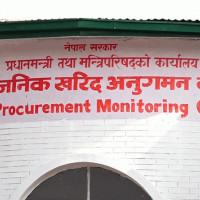 नेपाल सरकार
प्रधानमन्त्री तथा मन्त्रिपरिषद्को कार्यालय
जनिक खरिद अनुगमन
Procurement Monitoring